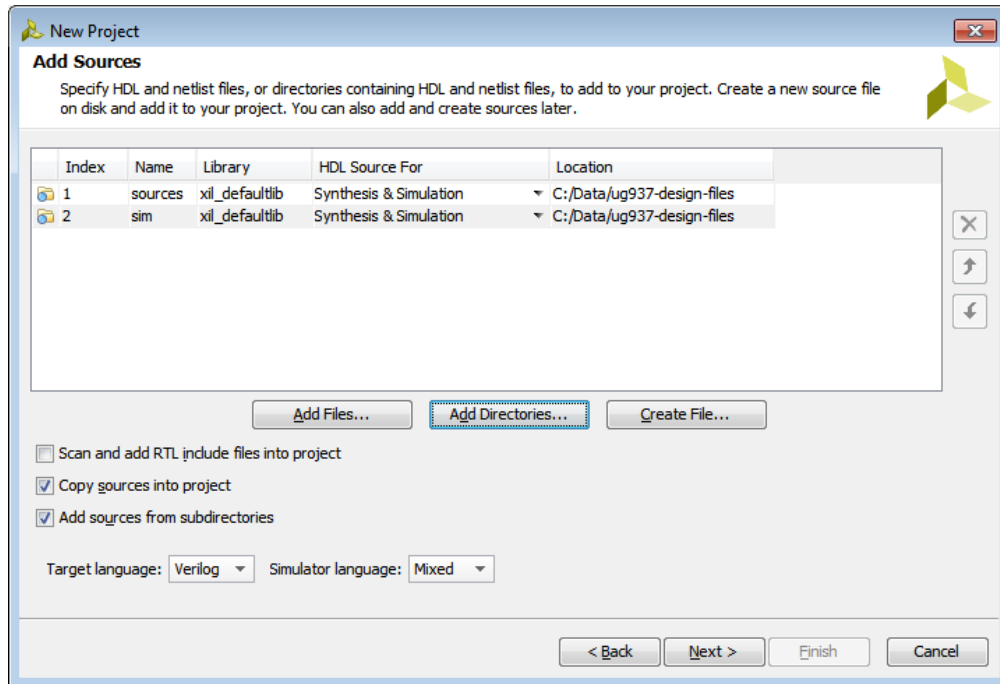 New Project
Add Sources
Specify HDL and netlist files, or directories containing HDL and netlist files, to add to your project. Create a new source file
on disk and add it to your project. You can also add and create sources later.
Index Name Library HDL Source For Location
1 sources xil_defaultlib Synthesis & Simulation C:/Data/ug937-design-files
2 sim xil_defaultlib Synthesis & Simulation C:/Data/ug937-design-files
Add Files... Add Directories... Create File...
Scan and add RTL include files into project
Copy sources into project
Add sources from subdirectories
Target language: Verilog Simulator language: Mixed
< Back Next > Finish Cancel